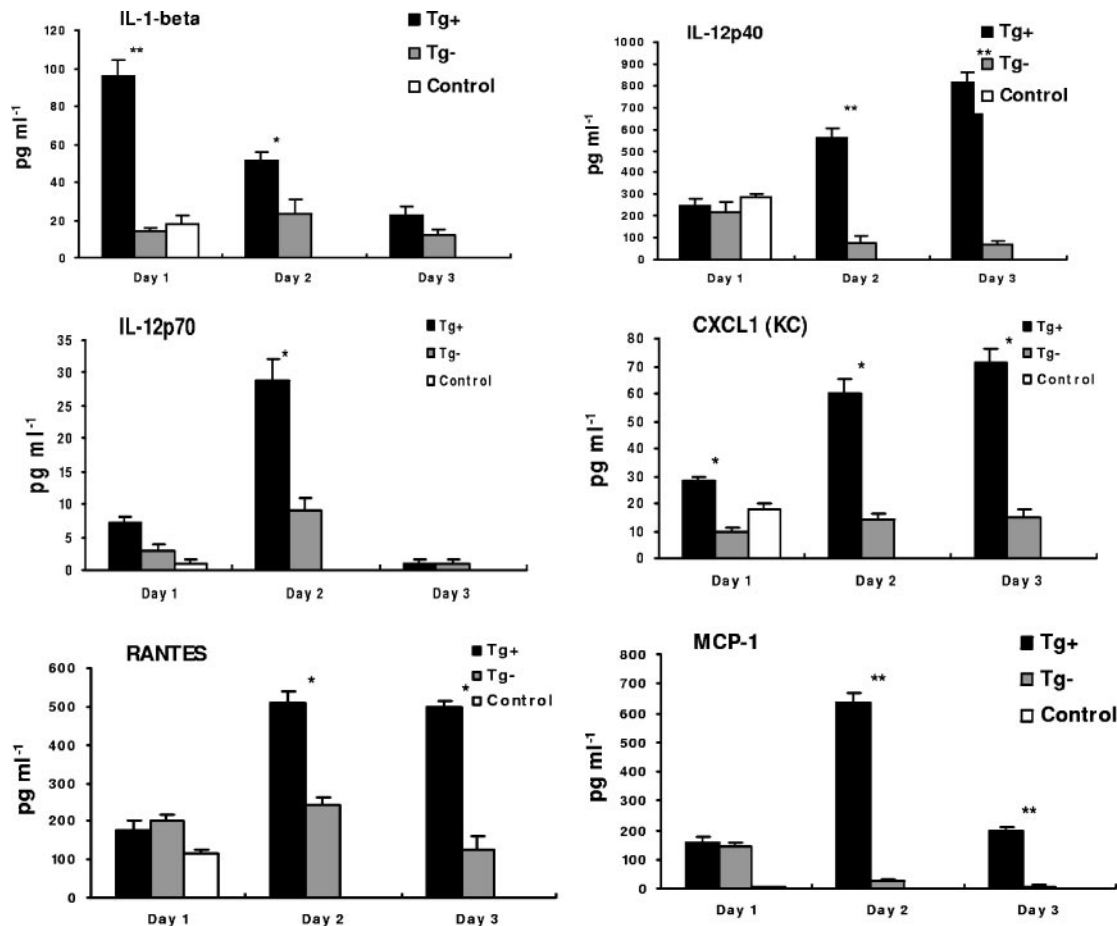 IL-1-beta
Tg+
Tg-
Control
120
100
80
60
40
20
0
pg ml-1
**
*
Day 1
Day 2
Day 3
IL-12p40
Tg+
Tg-
Control
1000
900
800
700
600
500
400
300
200
100
0
pg ml-1
**
**
Day 1
Day 2
Day 3
IL-12p70
Tg+
Tg-
Control
35
30
25
20
15
10
5
0
pg ml-1
*
Day 1
Day 2
Day 3
CXCL1 (KC)
Tg+
Tg-
Control
80
70
60
50
40
30
20
10
0
pg ml-1
*
*
*
Day 1
Day 2
Day 3
RANTES
Tg+
Tg-
Control
600
500
400
300
200
100
0
pg ml-1
*
*
Day 1
Day 2
Day 3
MCP-1
Tg+
Tg-
Control
800
700
600
500
400
300
200
100
0
pg ml-1
**
**
Day 1
Day 2
Day 3